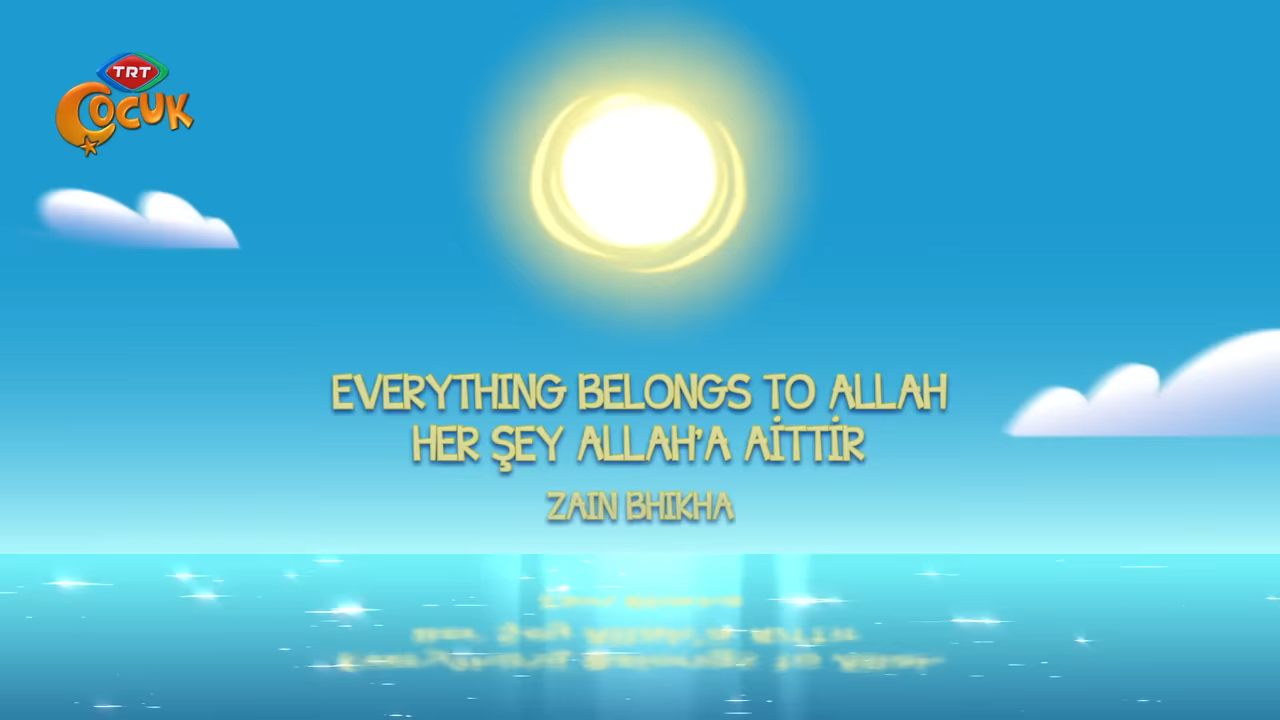 TRT
Çocuk
EVERYTHING BELONGS TO ALLAH
HER ŞEY ALLAH'A AİTTİR
ZAIN BHIKHA